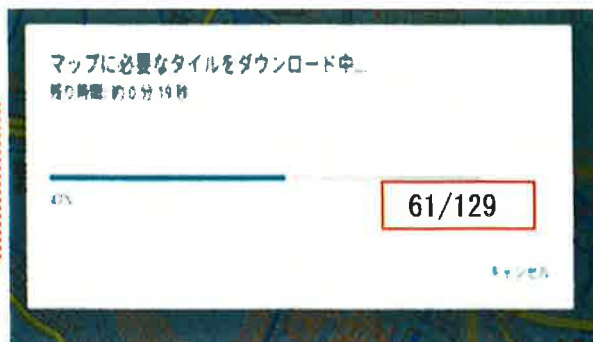 マップに必要なタイルをダウンロード中...
残り時間: 約 0 分 19 秒
47%
61/129
キャンセル